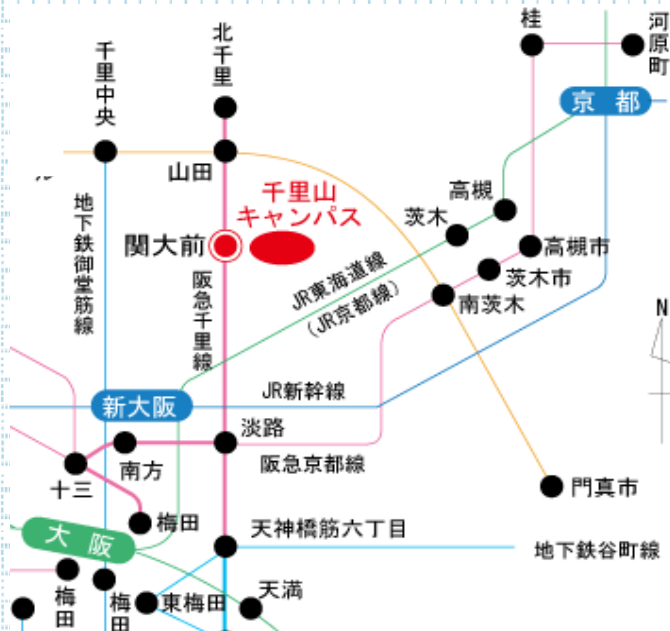 桂
河原町
北千里
千里中央
京都
山田
千里山
キャンパス
高槻
地下鉄御堂筋線
茨木
関大前
高槻市
JR東海道線
(JR京都線)
茨木市
阪急千里線
南茨木
N
JR新幹線
新大阪
淡路
南方
阪急京都線
十三
門真市
梅田
天神橋筋六丁目
大阪
地下鉄谷町線
梅田
梅田
東梅田
天満